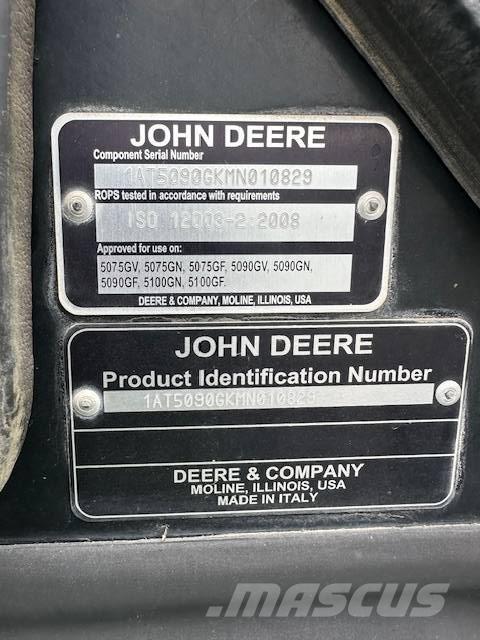 JOHN DEERE
Component Serial Number
1AT5090GKMN010829
ROPS tested in accordance with requirements
ISO 12003-2:2008
Approved for use on:
5075GV, 5075GN, 5075GF, 5090GV, 5090GN,
5090GF, 5100GN, 5100GF.
DEERE & COMPANY, MOLINE, ILLINOIS, USA
JOHN DEERE
Product Identification Number
1AT5090GKMN010829
DEERE & COMPANY
MOLINE, ILLINOIS, USA
MADE IN ITALY
MASCUS